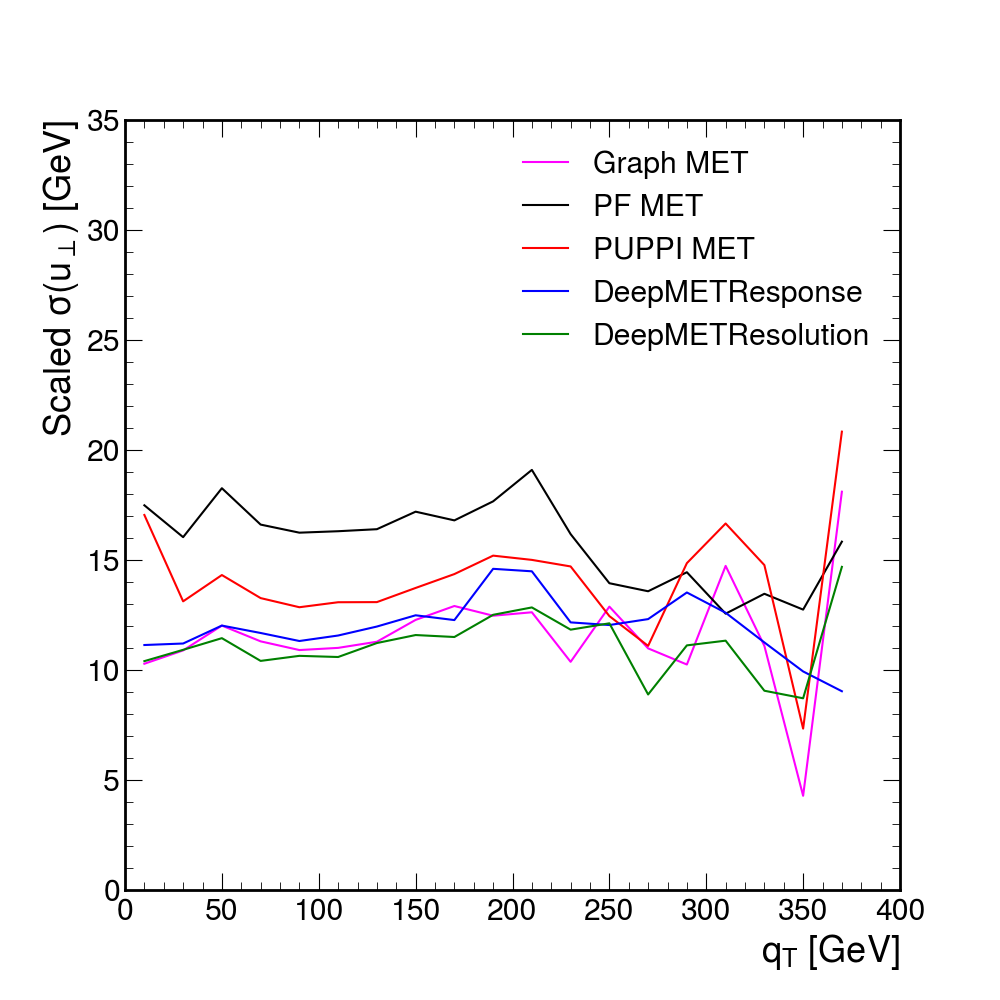 Scaled σ(u⊥) [GeV]
35
30
25
20
15
10
5
0
Graph MET
PF MET
PUPPI MET
DeepMETResponse
DeepMETResolution
0 50 100 150 200 250 300 350 400
qT [GeV]